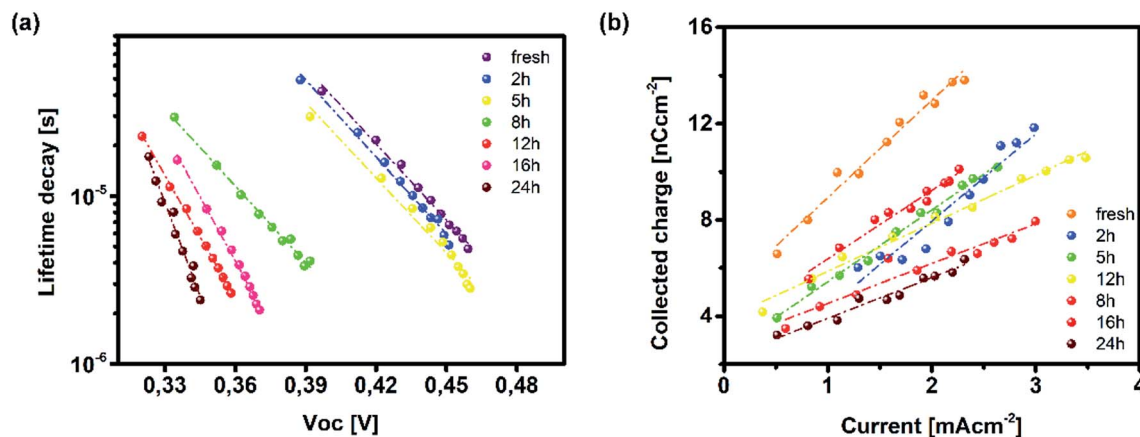 (a)
Lifetime decay [s]
10⁻⁵
10⁻⁶
0,33 0,36 0,39 0,42 0,46 0,48
Voc [V]
fresh
2h
5h
8h
12h
16h
24h
(b)
Collected charge [nCcm⁻²]
16
12
8
4
0 1 2 3 4
Current [mAcm⁻²]
fresh
2h
5h
12h
8h
16h
24h